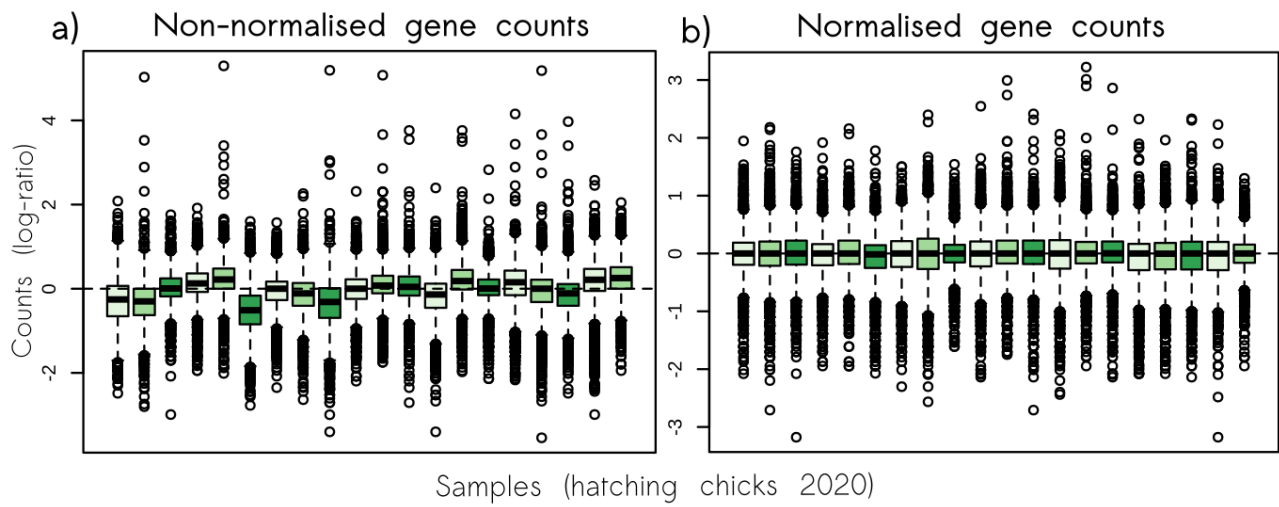 a)
Non-normalised gene counts
b)
Normalised gene counts
Counts (log-ratio)
4
2
0
-2
3
2
1
0
-1
-2
-3
Samples (hatching chicks 2020)